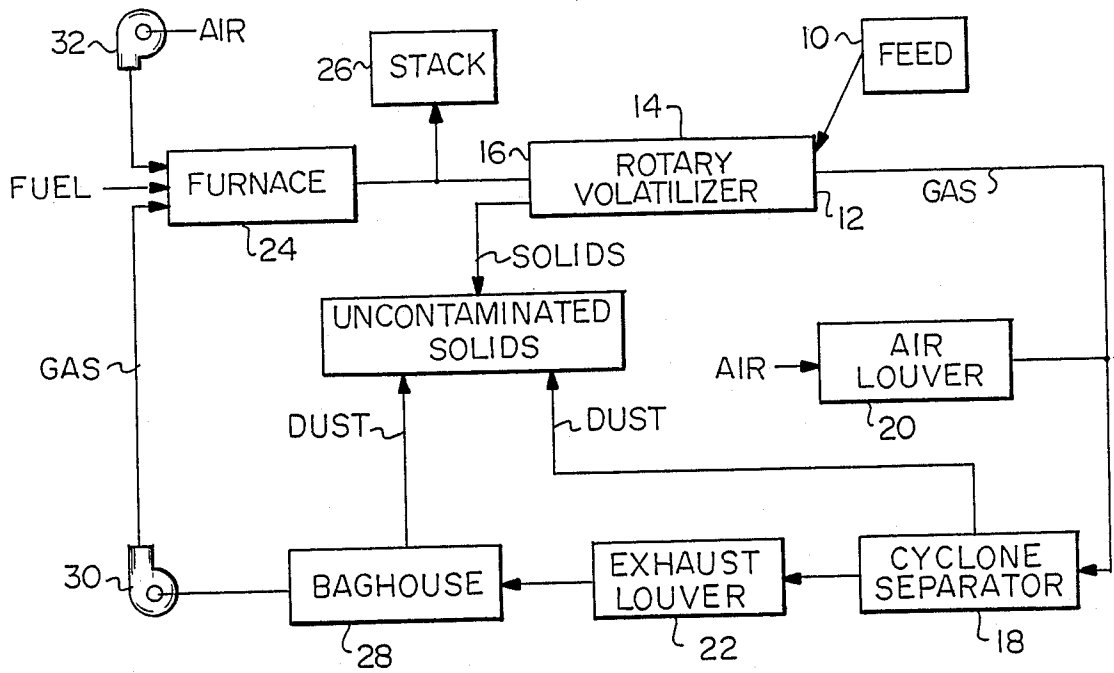 32
AIR
26
STACK
10
FEED
14
16
ROTARY
VOLATILIZER
12
GAS
FUEL
FURNACE
24
SOLIDS
UNCONTAMINATED
SOLIDS
GAS
AIR
AIR
LOUVER
20
DUST
DUST
30
BAGHOUSE
28
EXHAUST
LOUVER
22
CYCLONE
SEPARATOR
18